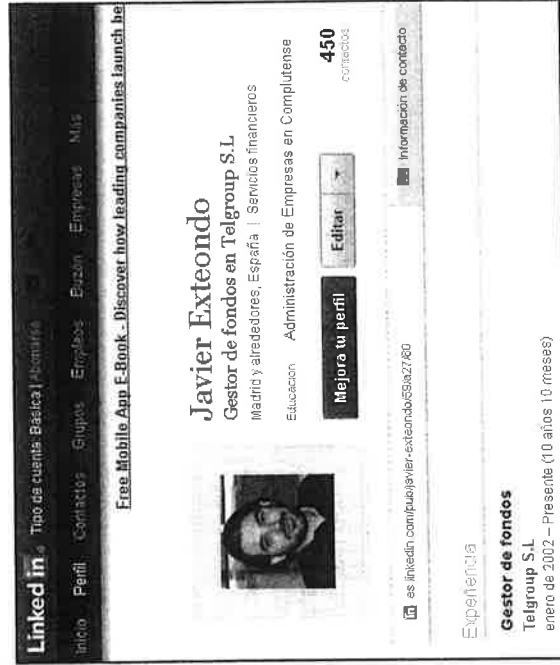 Linked in. Tipo de cuenta: Básica | Abonarse
Inicio Perfil Contactos Grupos Empleos Buzón Empresas Más
Free Mobile App E-Book - Discover how leading companies launch be
Javier Exteondo
Gestor de fondos en Telgroup S.L
Madrid y alrededores, España | Servicios financieros
Educación Administración de Empresas en Complutense
Mejora tu perfil Editar
450
contactos
in es.linkedin.com/pub/javier-exteondo/59/a27/80
Información de contacto
Experiencia
Gestor de fondos
Telgroup S.L
enero de 2002 – Presente (10 años 10 meses)